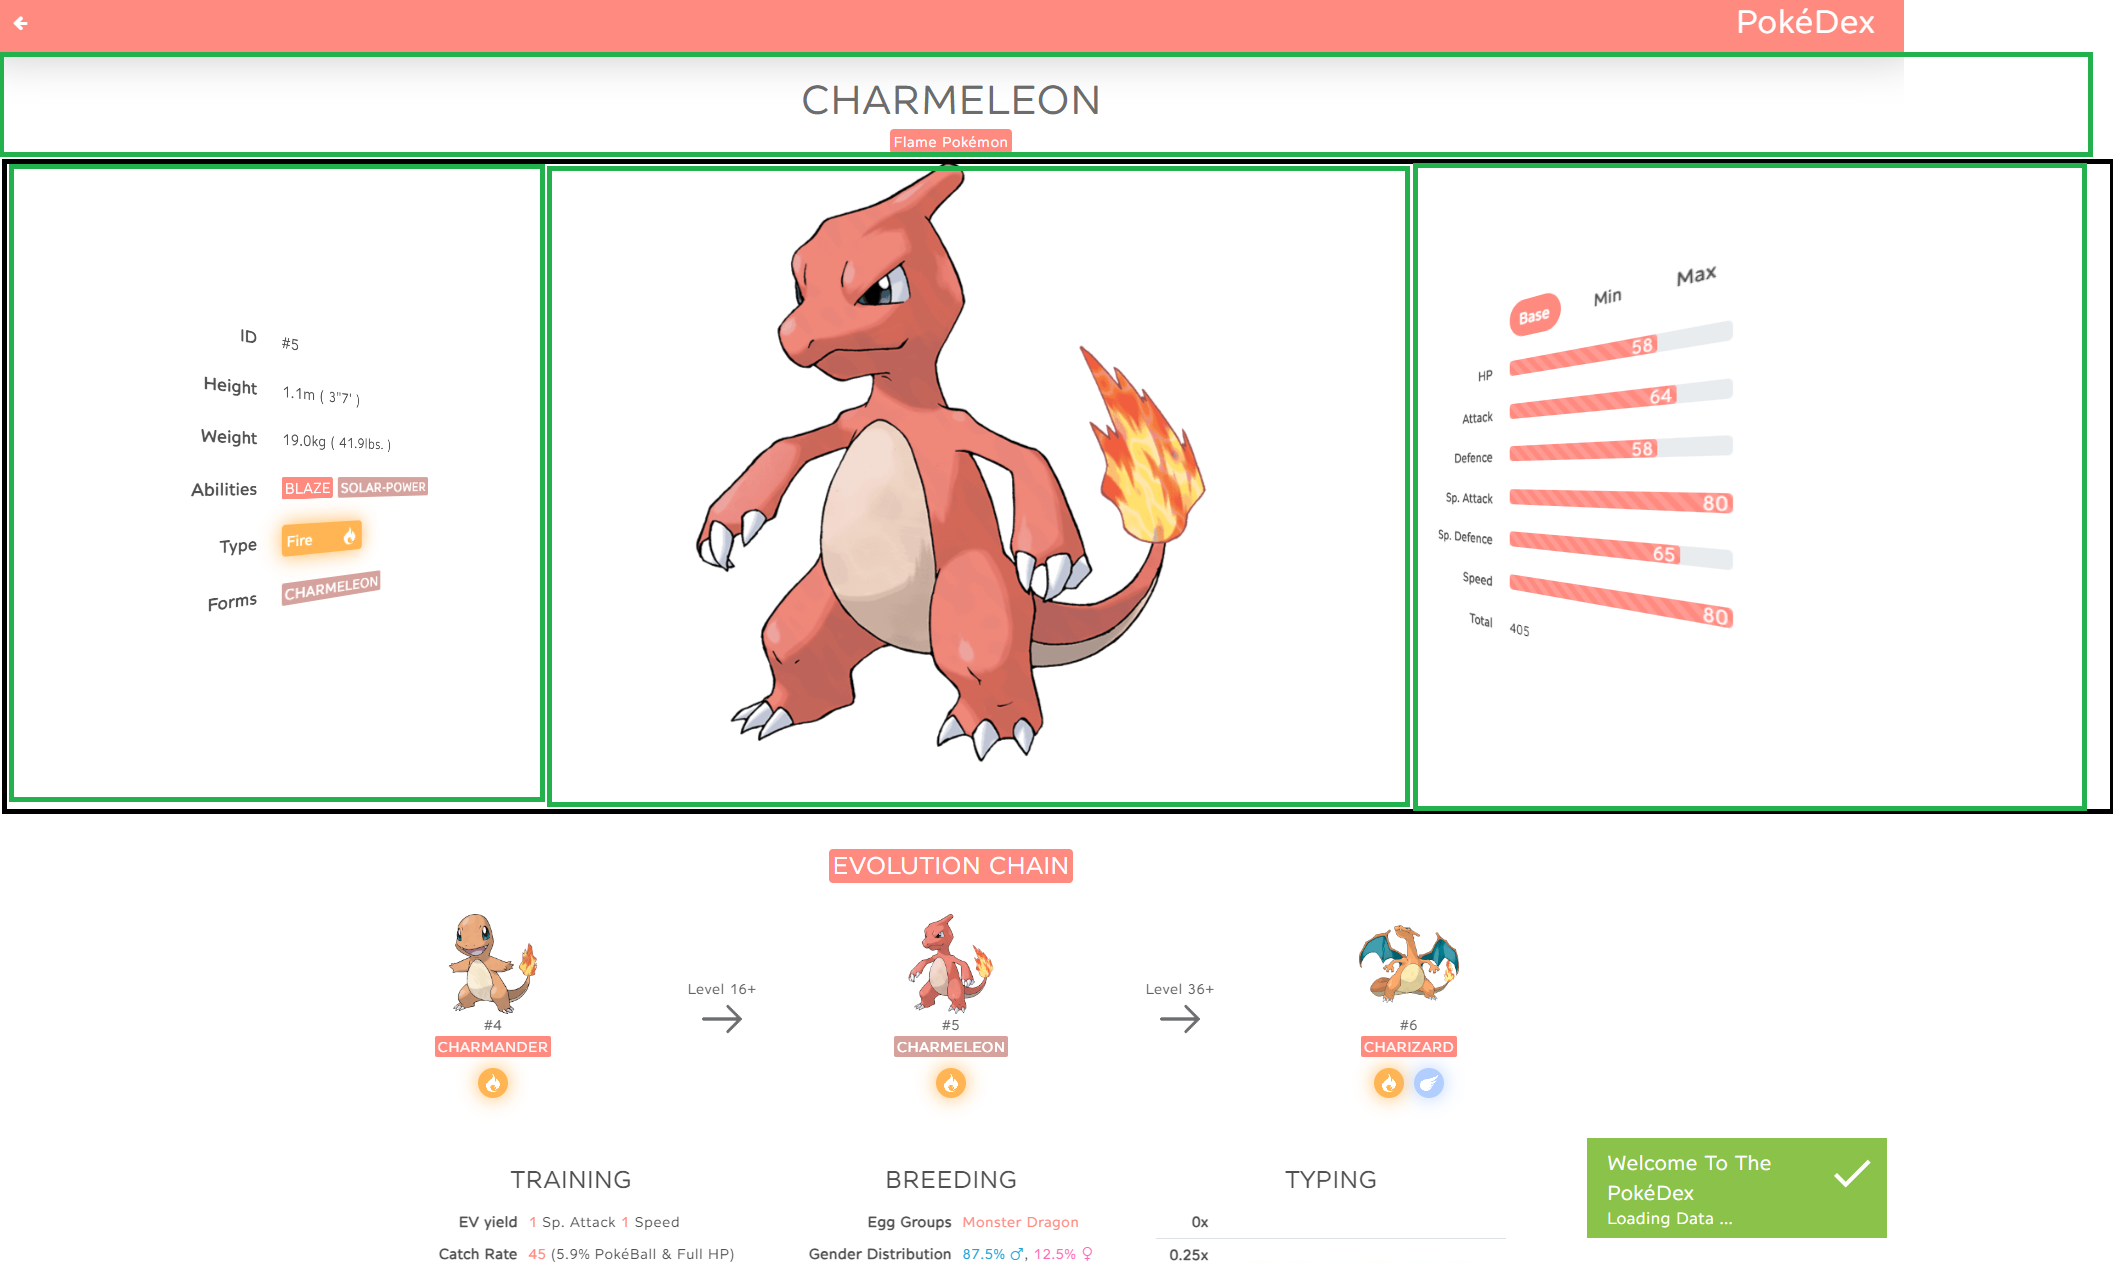 PokéDex
CHARMELEON
Flame Pokémon
ID #5
Height 1.1m ( 3"7' )
Weight 19.0kg ( 41.9lbs. )
Abilities BLAZE SOLAR-POWER
Type Fire
Forms CHARMELEON
Base Min Max
HP 58
Attack 64
Defence 58
Sp. Attack 80
Sp. Defence 65
Speed 80
Total 405
EVOLUTION CHAIN
Level 16+ Level 36+
#4 #5 #6
CHARMANDER CHARMELEON CHARIZARD
TRAINING
EV yield 1 Sp. Attack 1 Speed
Catch Rate 45 (5.9% PokéBall & Full HP)
BREEDING
Egg Groups Monster Dragon
Gender Distribution 87.5% ♂, 12.5% ♀
TYPING
0x
0.25x
Welcome To The
PokéDex
Loading Data ...